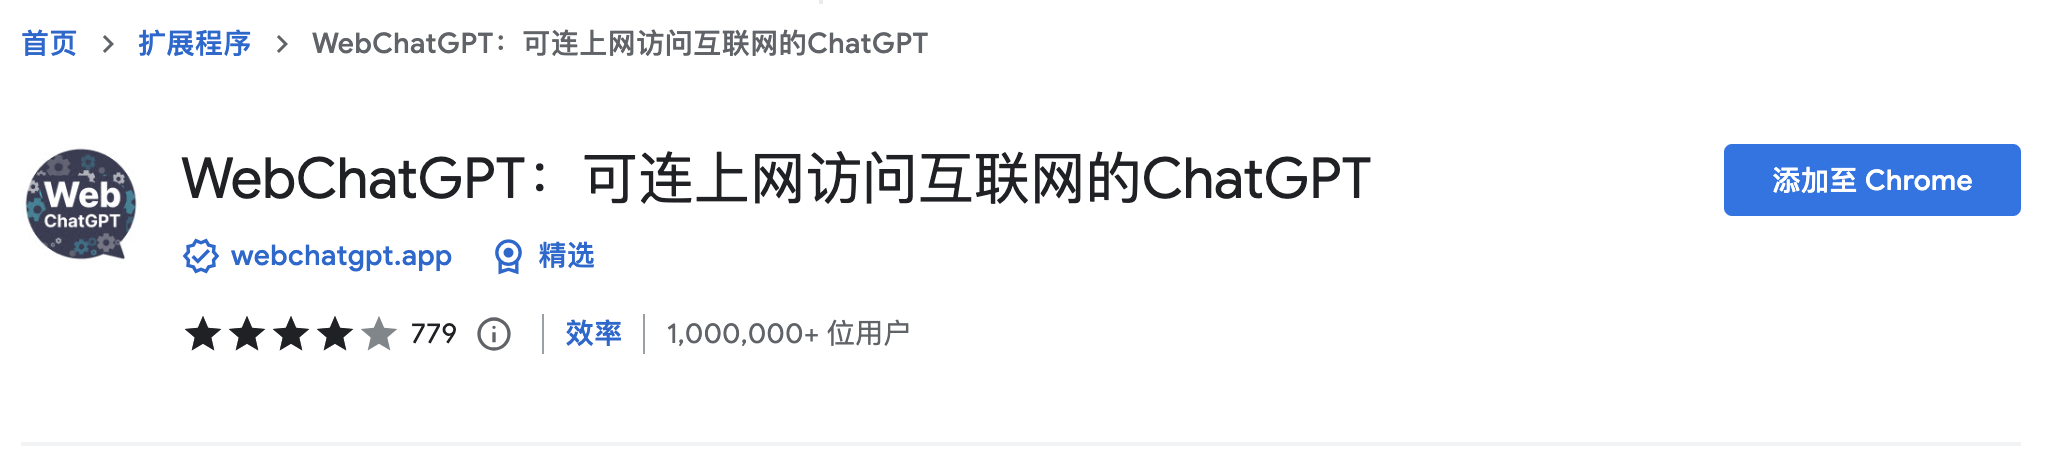 首页 > 扩展程序 > WebChatGPT：可连上网访问互联网的ChatGPT
Web
ChatGPT
WebChatGPT：可连上网访问互联网的ChatGPT
添加至 Chrome
webchatgpt.app 精选
779 效率 1,000,000+ 位用户